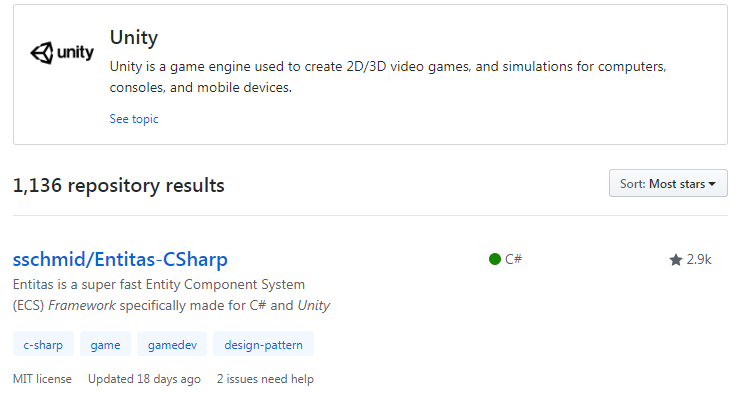 unity
Unity
Unity is a game engine used to create 2D/3D video games, and simulations for computers,
consoles, and mobile devices.
See topic
1,136 repository results
Sort: Most stars
sschmid/Entitas-CSharp
C#
2.9k
Entitas is a super fast Entity Component System
(ECS) Framework specifically made for C# and Unity
c-sharp game gamedev design-pattern
MIT license Updated 18 days ago 2 issues need help